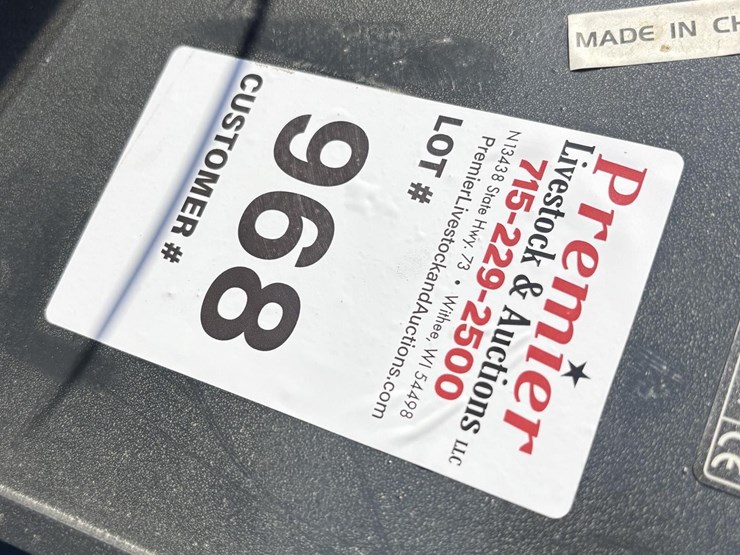 Premier
Livestock & Auctions LLC
715-229-2500
N13438 State Hwy. 73 • Withee, WI 54498
PremierLivestockandAuctions.com
LOT #
968
CUSTOMER #
MADE IN CH
CE